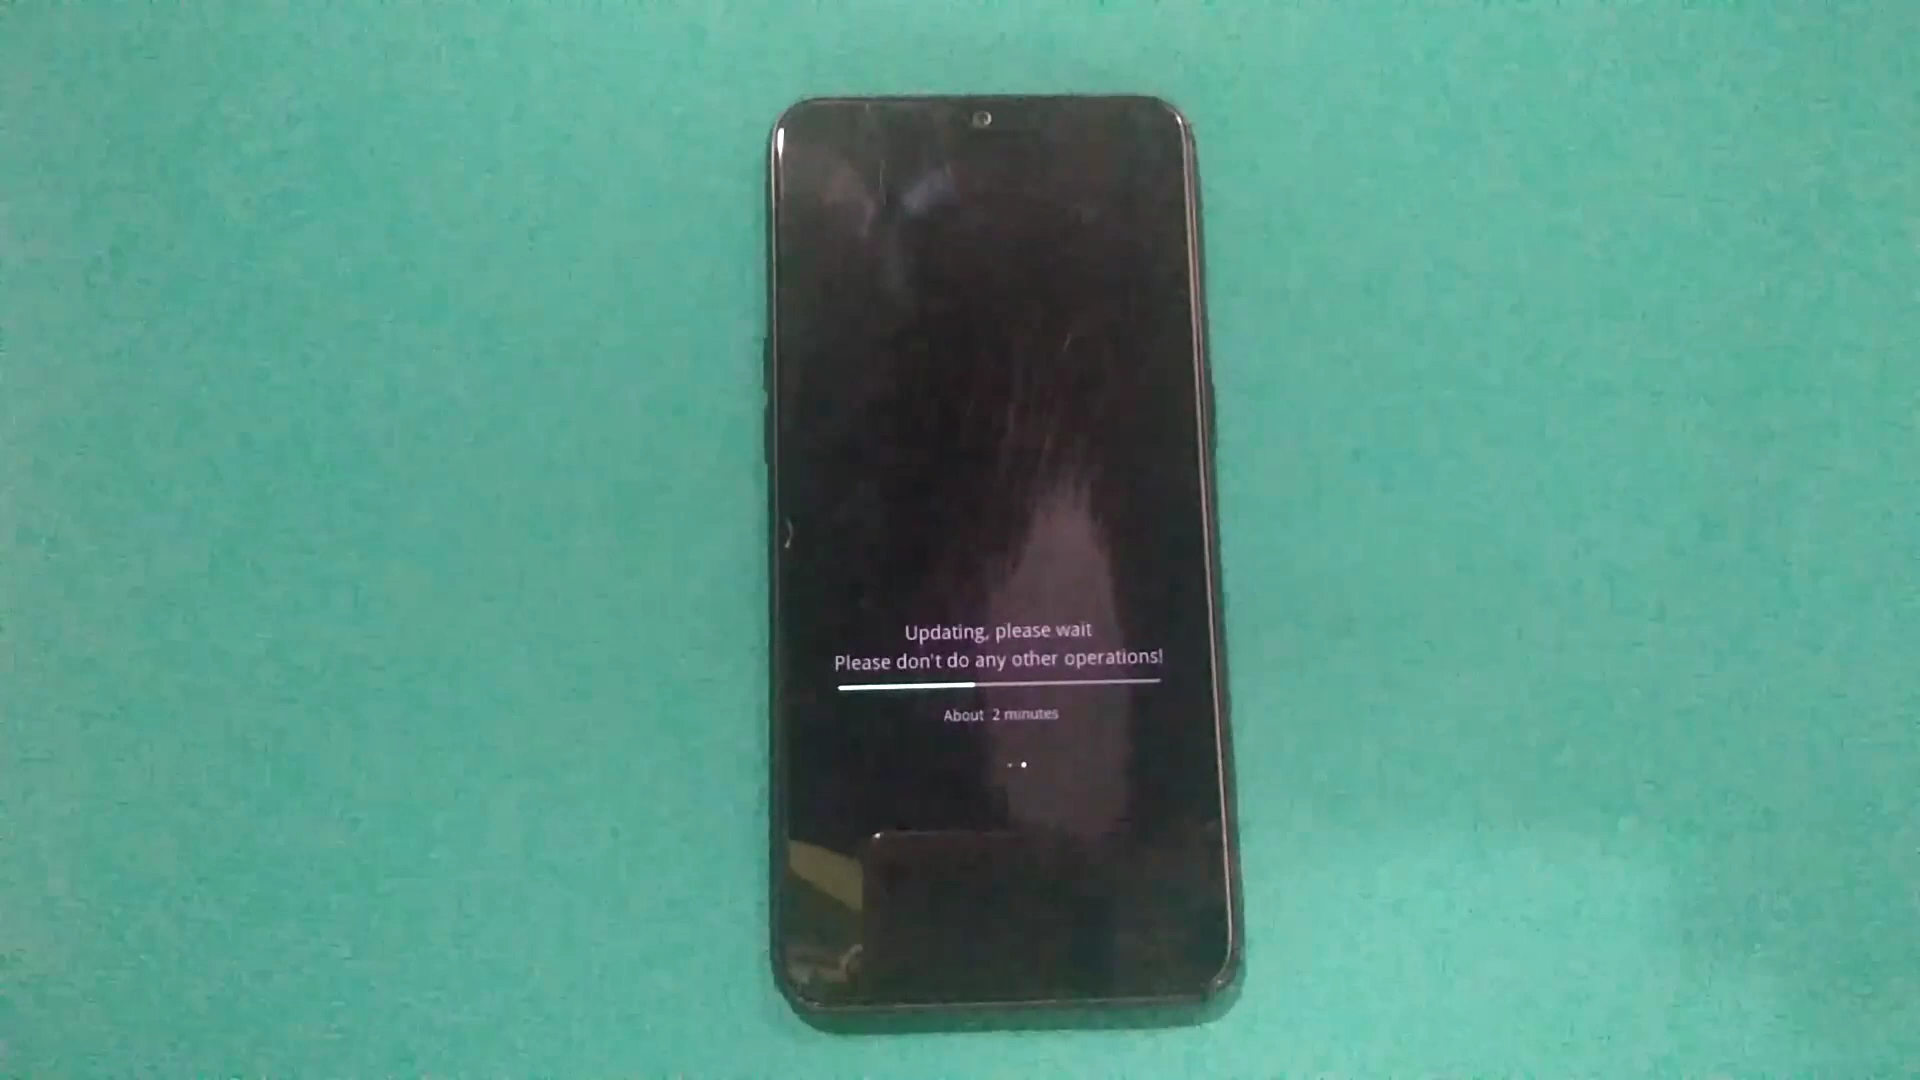 Updating, please wait
Please don't do any other operations!
About 2 minutes